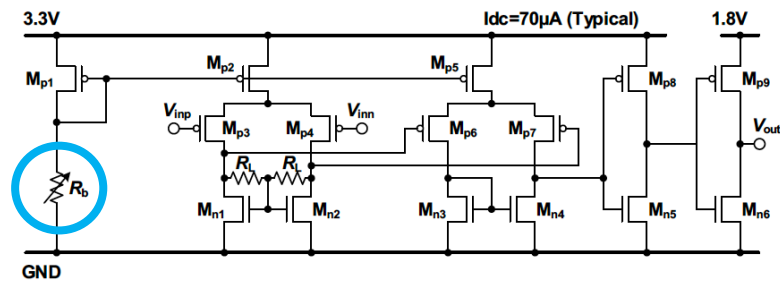 3.3V
Idc=70μA (Typical)
1.8V
Mp1
Mp2
Mp5
Mp8
Mp9
Vinp
Mp3
Mp4
Vinn
Mp6
Mp7
Vout
Rb
RL
RL
Mn1
Mn2
Mn3
Mn4
Mn5
Mn6
GND